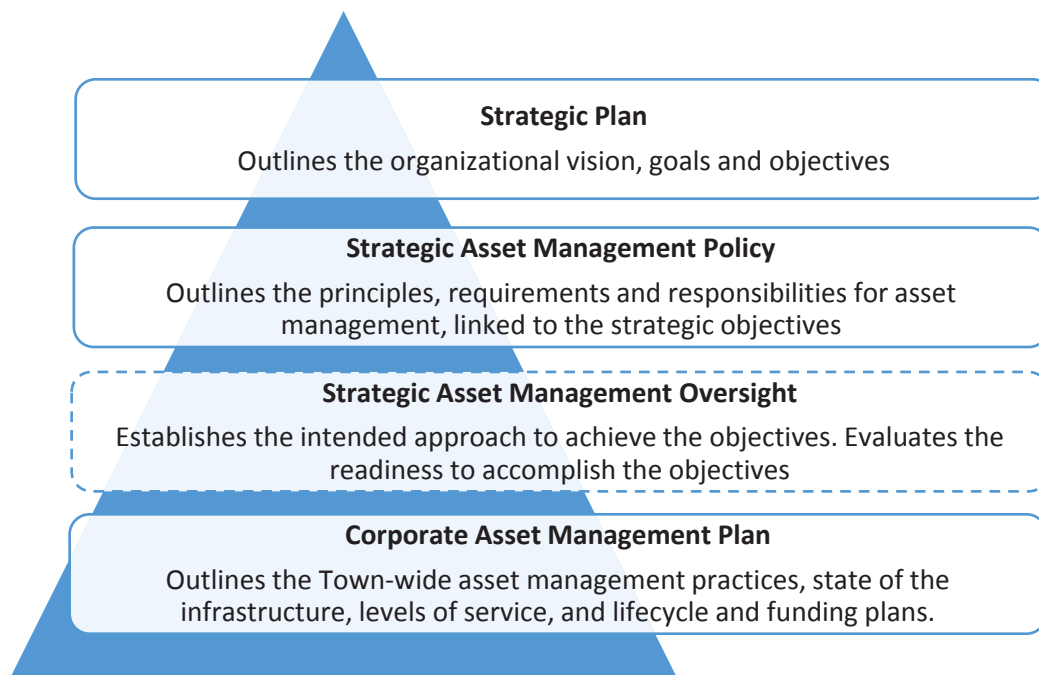 Strategic Plan
Outlines the organizational vision, goals and objectives
Strategic Asset Management Policy
Outlines the principles, requirements and responsibilities for asset
management, linked to the strategic objectives
Strategic Asset Management Oversight
Establishes the intended approach to achieve the objectives. Evaluates the
readiness to accomplish the objectives
Corporate Asset Management Plan
Outlines the Town-wide asset management practices, state of the
infrastructure, levels of service, and lifecycle and funding plans.